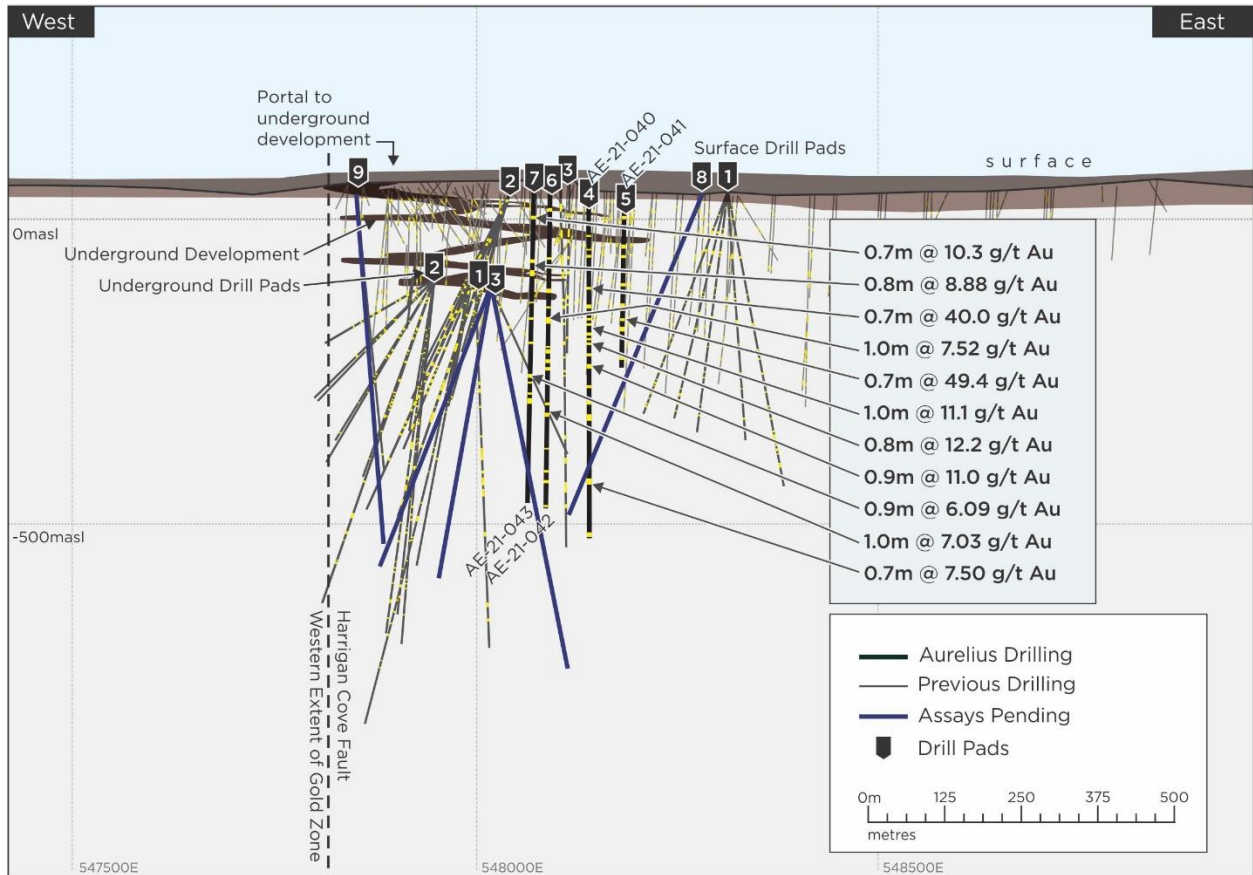 West
East
Portal to
underground
development
9
2
7
6
3
4
5
8
1
AE-21-040
AE-21-041
Surface Drill Pads
surface
0masl
Underground Development
Underground Drill Pads
2
1
3
-500masl
AE-21-043
AE-21-042
Harrigan Cove Fault
Western Extent of Gold Zone
0.7m @ 10.3 g/t Au
0.8m @ 8.88 g/t Au
0.7m @ 40.0 g/t Au
1.0m @ 7.52 g/t Au
0.7m @ 49.4 g/t Au
1.0m @ 11.1 g/t Au
0.8m @ 12.2 g/t Au
0.9m @ 11.0 g/t Au
0.9m @ 6.09 g/t Au
1.0m @ 7.03 g/t Au
0.7m @ 7.50 g/t Au
Aurelius Drilling
Previous Drilling
Assays Pending
Drill Pads
0m 125 250 375 500
metres
547500E
548000E
548500E